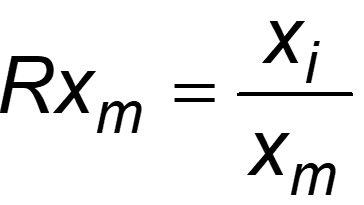 Rx_m = x_i / x_m